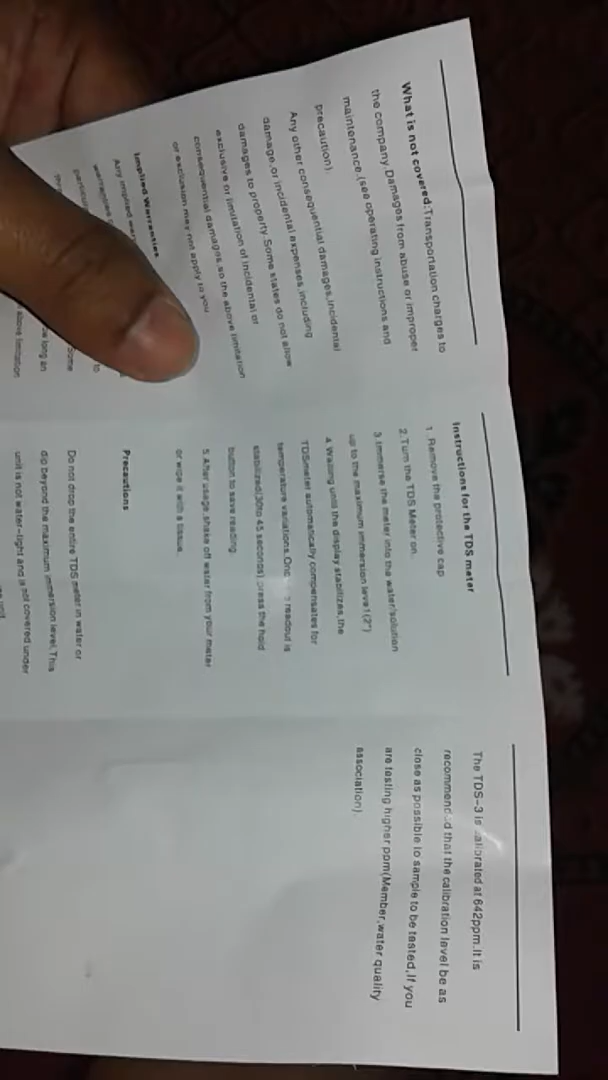 What is not covered:Transportation charges to
the company.Damages from abuse or improper
maintenance.(see operating instructions and
precaution).
Any other consequential damages,incidental
damage,or incidental expenses,including
damages to property.Some states do not allow
exclusive or limitation of incidental or
consequential damages,so the above limitation
or exclusion may not apply to you
Implied Warranties
Any implied
warranties
to
long an
above limitation
Instructions for the TDS meter
1.Remove the protective cap
2.Turn the TDS Meter on.
3.Immerse the meter into the water/solution
up to the maximum immersion level(2")
4.Waiting until the display stabilizes,the
TDSmeter automatically compensates for
temperature variations. readout is
stabilized(30to 45 seconds),press the hold
button to save reading.
5.After usage,shake off water from your meter
or wipe it with a tissue.
Precautions
Do not drop the entire TDS meter in water or
dip beyond the maximum immersion level.This
unit is not water-tight and is not covered under
unit
The TDS-3 is calibrated at 642ppm.It is
recommended that the calibration level be as
close as possible to sample to be tested,If you
are testing higher ppm(Member,water quality
association).